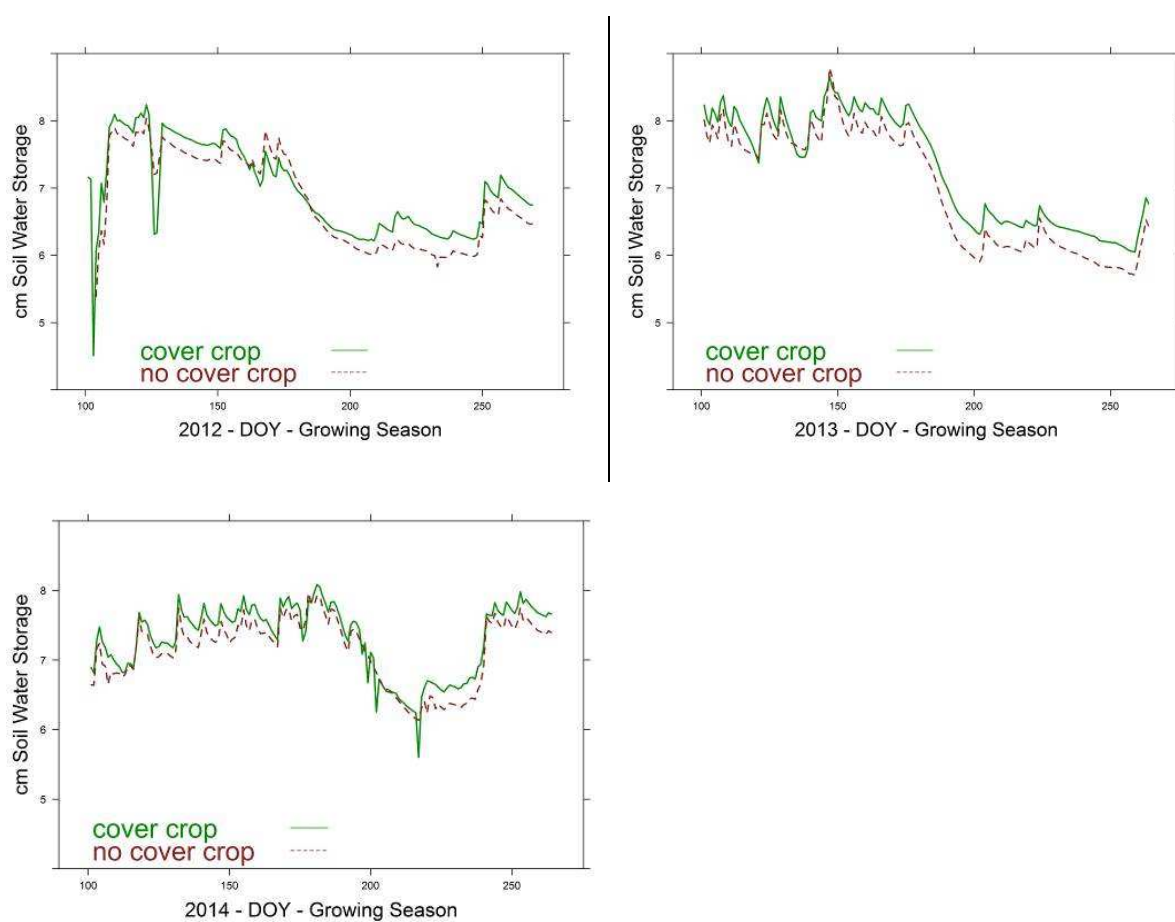 cm Soil Water Storage
8
7
6
5
cover crop
no cover crop
100
150
200
250
2012 - DOY - Growing Season
cm Soil Water Storage
8
7
6
5
cover crop
no cover crop
100
150
200
250
2013 - DOY - Growing Season
cm Soil Water Storage
8
7
6
5
cover crop
no cover crop
100
150
200
250
2014 - DOY - Growing Season